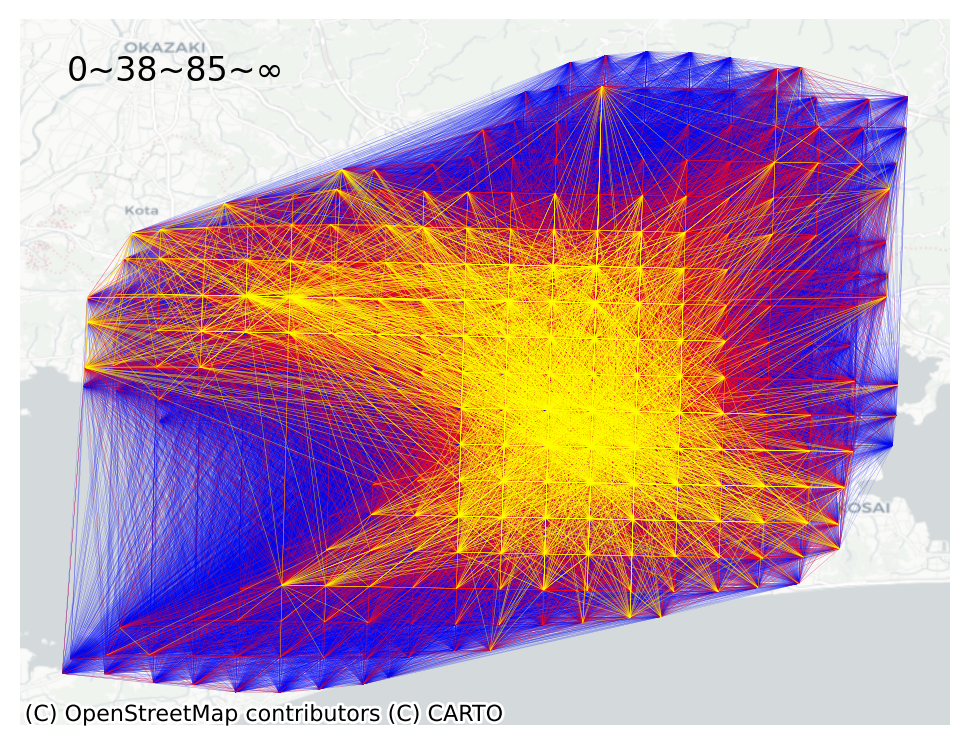 OKAZAKI
0~38~85~∞
Kota
KOSAI
(C) OpenStreetMap contributors (C) CARTO